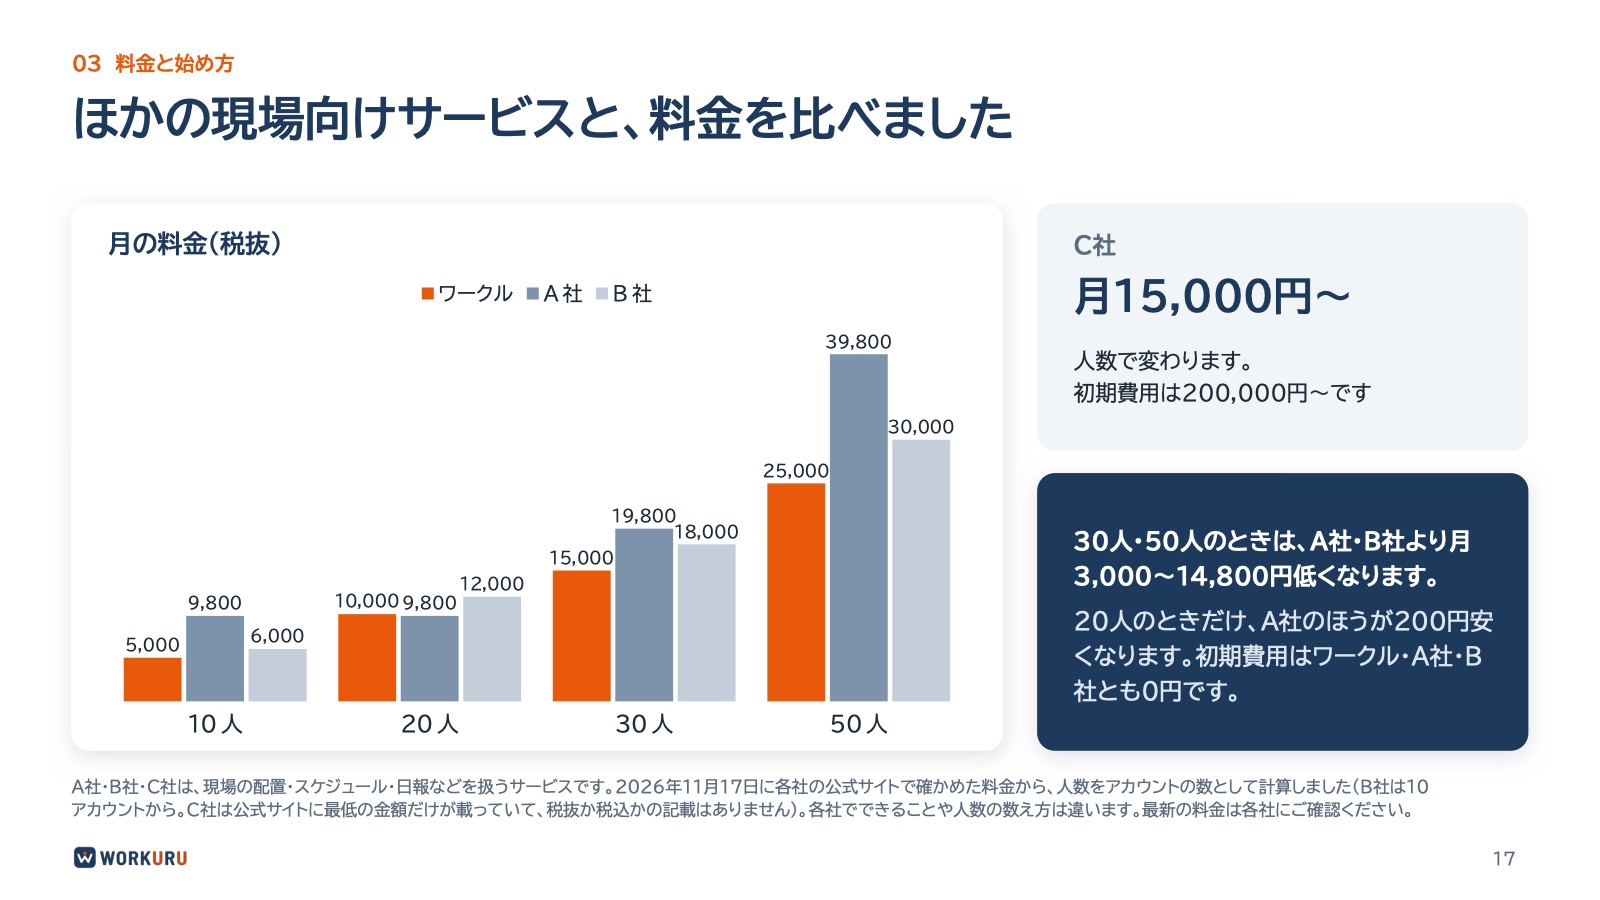 03 料金と始め方
ほかの現場向けサービスと、料金を比べました
月の料金（税抜）
ワークル A 社 B 社
39,800
30,000
25,000
19,800
18,000
15,000
12,000
10,000
9,800
9,800
6,000
5,000
10 人 20 人 30 人 50 人
C社
月15,000円〜
人数で変わります。
初期費用は200,000円〜です
30人・50人のときは、A社・B社より月
3,000〜14,800円低くなります。
20人のときだけ、A社のほうが200円安
くなります。初期費用はワークル・A社・B
社とも0円です。
A社・B社・C社は、現場の配置・スケジュール・日報などを扱うサービスです。2026年11月17日に各社の公式サイトで確かめた料金から、人数をアカウントの数として計算しました（B社は10
アカウントから。C社は公式サイトに最低の金額だけが載っていて、税抜か税込かの記載はありません）。各社でできることや人数の数え方は違います。最新の料金は各社にご確認ください。
WORKURU
17